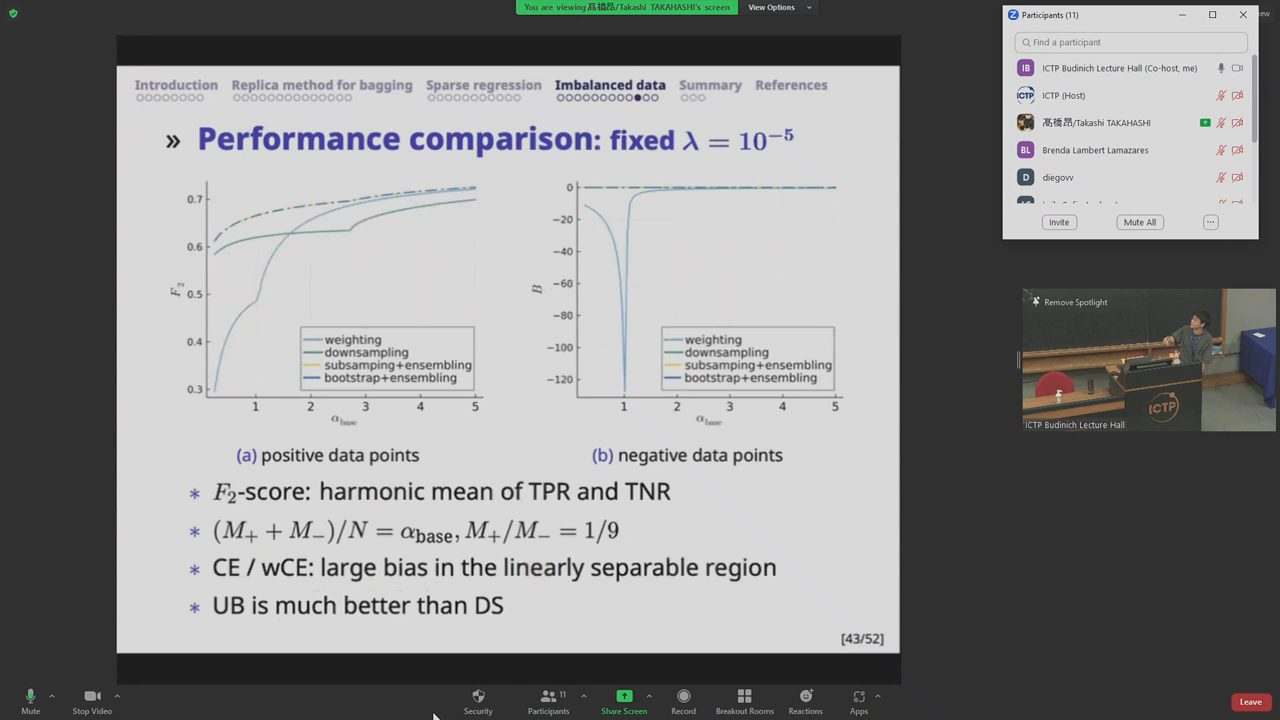 You are viewing 髙橋昂/Takashi TAKAHASHI's screen
View Options
Introduction
Replica method for bagging
Sparse regression
Imbalanced data
Summary
References
» Performance comparison: fixed λ = 10⁻⁵
0.7
0.6
0.5
0.4
0.3
F₂
1 2 3 4 5
α_base
weighting
downsampling
subsamping+ensembling
bootstrap+ensembling
0
−20
−40
−60
−80
−100
−120
B
1 2 3 4 5
α_base
weighting
downsampling
subsamping+ensembling
bootstrap+ensembling
(a) positive data points
(b) negative data points
* F₂-score: harmonic mean of TPR and TNR
* (M₊ + M₋)/N = α_base, M₊/M₋ = 1/9
* CE / wCE: large bias in the linearly separable region
* UB is much better than DS
[43/52]
Participants (11)
Find a participant
IB ICTP Budinich Lecture Hall (Co-host, me)
ICTP ICTP (Host)
髙橋昂/Takashi TAKAHASHI
BL Brenda Lambert Lamazares
D diegovv
Invite
Mute All
...
View
Remove Spotlight
ICTP
ICTP Budinich Lecture Hall
Mute
Stop Video
Security
Participants
11
Share Screen
Record
Breakout Rooms
Reactions
Apps
Leave